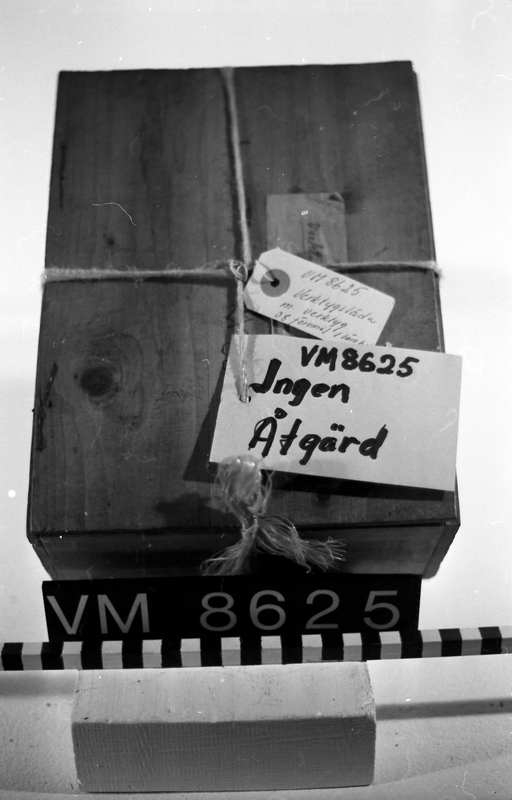 VM 8625
Verktygslåda
m. verktyg
VM8625
Ingen
Åtgärd
VM 8625